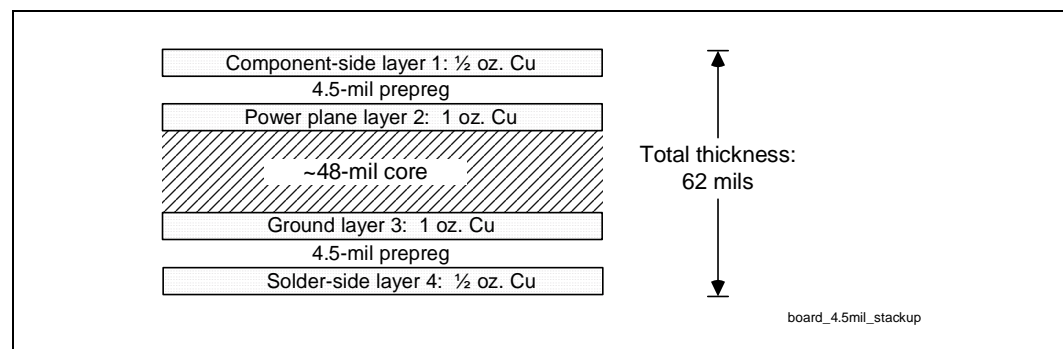 Component-side layer 1: ½ oz. Cu
4.5-mil prepreg
Power plane layer 2: 1 oz. Cu
~48-mil core
Total thickness:
62 mils
Ground layer 3: 1 oz. Cu
4.5-mil prepreg
Solder-side layer 4: ½ oz. Cu
board_4.5mil_stackup